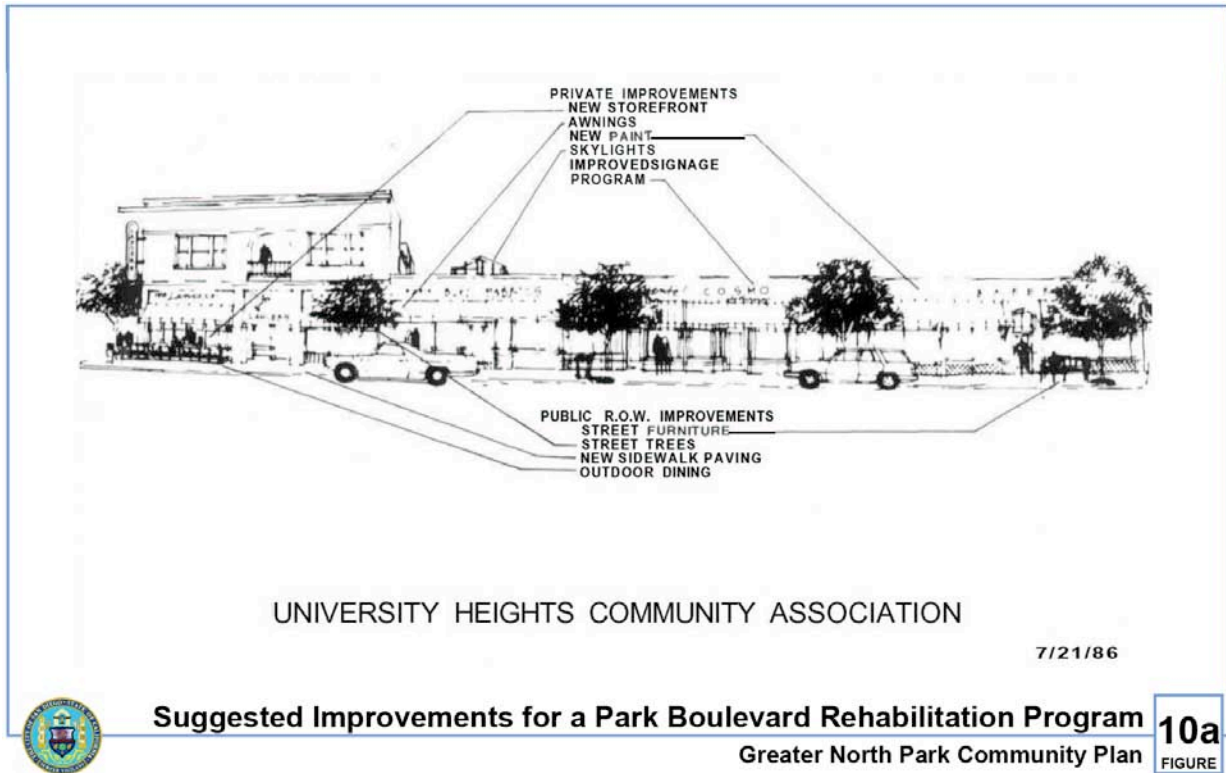 PRIVATE IMPROVEMENTS
NEW STOREFRONT
AWNINGS
NEW PAINT
SKYLIGHTS
IMPROVEDSIGNAGE
PROGRAM
COSMO
PUBLIC R.O.W. IMPROVEMENTS
STREET FURNITURE
STREET TREES
NEW SIDEWALK PAVING
OUTDOOR DINING
UNIVERSITY HEIGHTS COMMUNITY ASSOCIATION
7/21/86
Suggested Improvements for a Park Boulevard Rehabilitation Program
Greater North Park Community Plan
10a
FIGURE